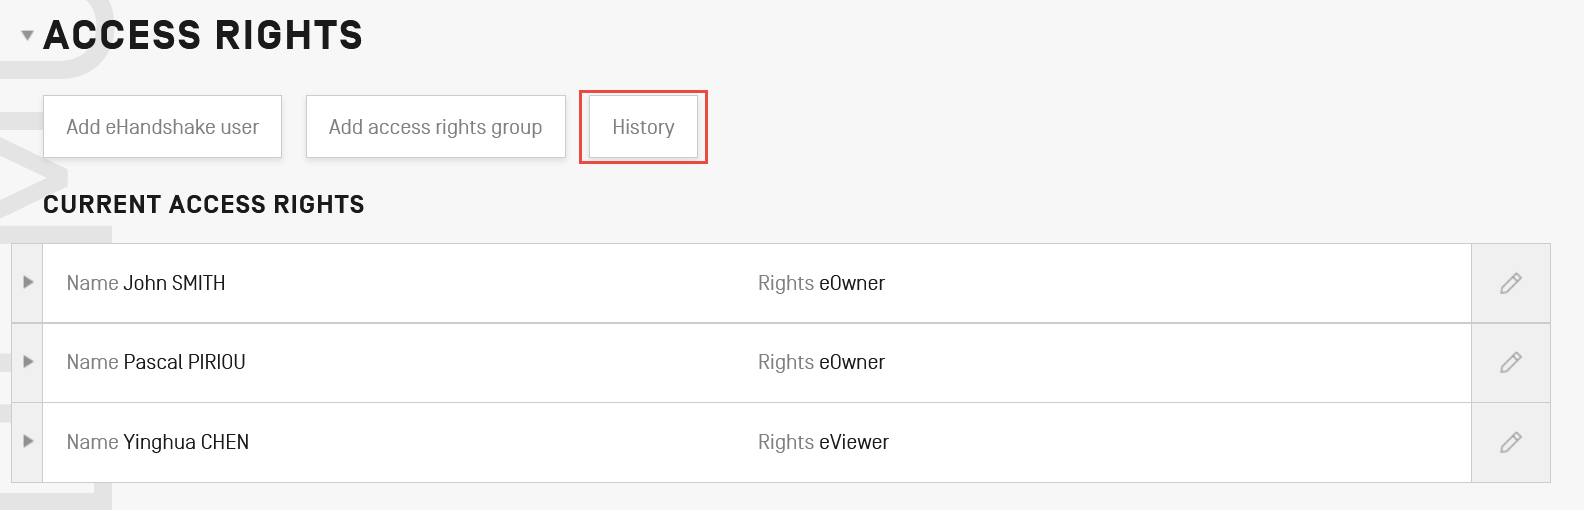 ACCESS RIGHTS
Add eHandshake user Add access rights group History
CURRENT ACCESS RIGHTS
Name John SMITH Rights eOwner
Name Pascal PIRIOU Rights eOwner
Name Yinghua CHEN Rights eViewer